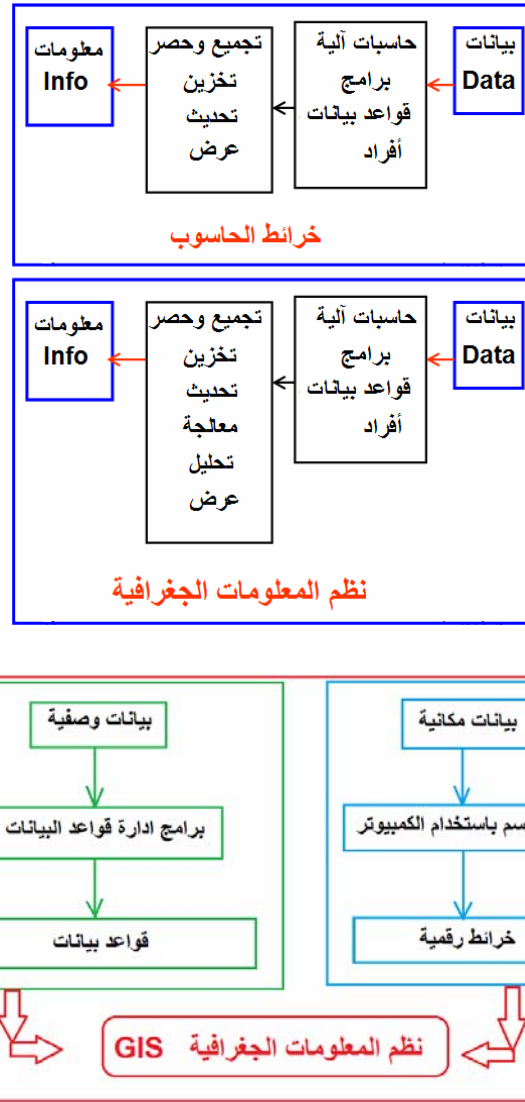 بيانات
Data
حاسبات آلية
برامج
قواعد بيانات
أفراد
تجميع وحصر
تخزين
تحديث
عرض
معلومات
Info
خرائط الحاسوب
بيانات
Data
حاسبات آلية
برامج
قواعد بيانات
أفراد
تجميع وحصر
تخزين
تحديث
معالجة
تحليل
عرض
معلومات
Info
نظم المعلومات الجغرافية
بيانات مكانية
باستخدام الكمبيوتر
خرائط رقمية
بيانات وصفية
برامج ادارة قواعد البيانات
قواعد بيانات
نظم المعلومات الجغرافية GIS